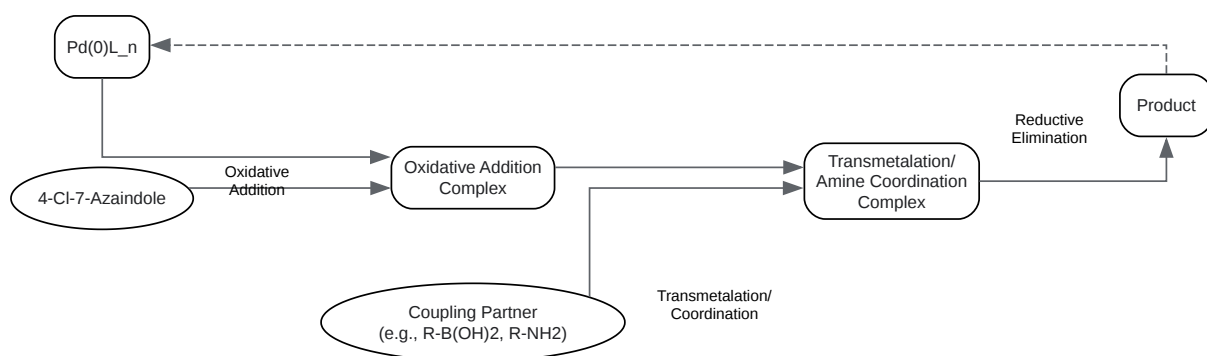 Pd(0)L_n
Product
Reductive
Elimination
Oxidative
Addition
Oxidative Addition
Complex
Transmetalation/
Amine Coordination
Complex
4-Cl-7-Azaindole
Coupling Partner
(e.g., R-B(OH)2, R-NH2)
Transmetalation/
Coordination